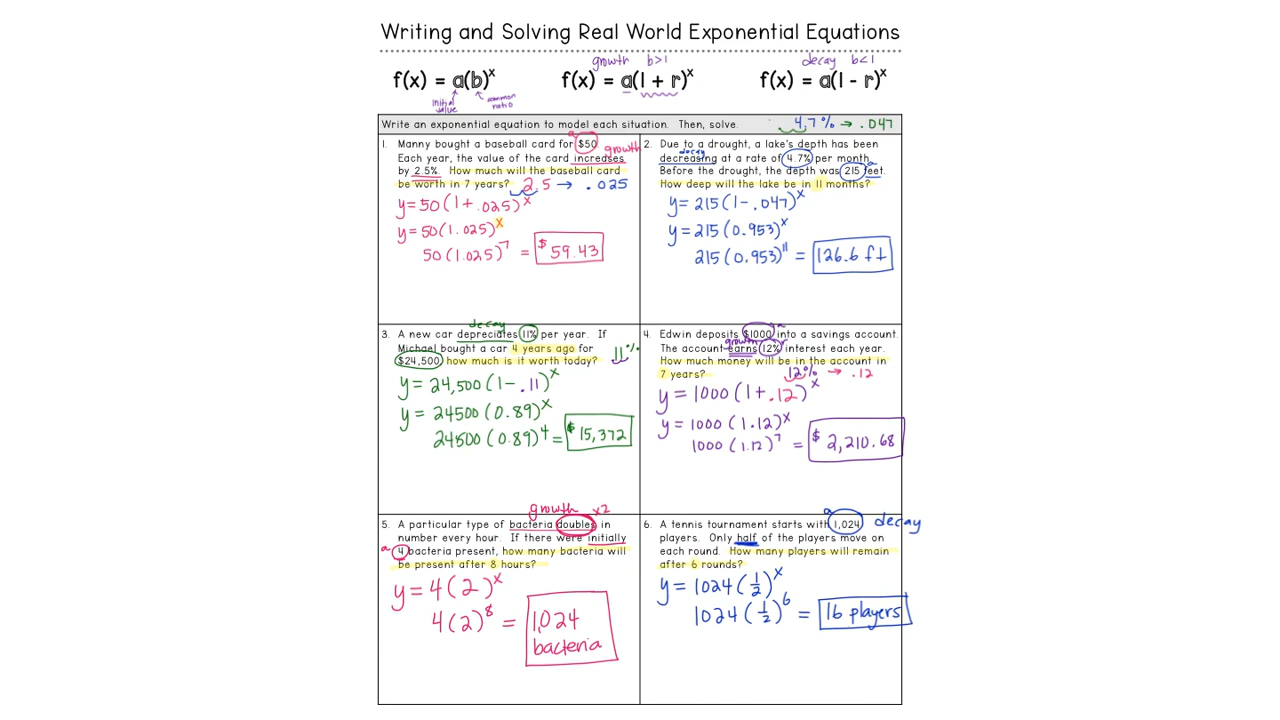 Writing and Solving Real World Exponential Equations
growth b>1
decay b<1
f(x) = a(b)ˣ
f(x) = a(1 + r)ˣ
f(x) = a(1 - r)ˣ
initial value
common ratio
Write an exponential equation to model each situation. Then, solve.
4.7% → .047
a
1. Manny bought a baseball card for $50.
growth
Each year, the value of the card increases
by 2.5%. How much will the baseball card
be worth in 7 years?
2.5 → .025
y = 50(1 + .025)ˣ
y = 50(1.025)ˣ
50(1.025)⁷ = $59.43
2. Due to a drought, a lake's depth has been
decay
decreasing at a rate of 4.7% per month.
a
Before the drought, the depth was 215 feet.
How deep will the lake be in 11 months?
y = 215(1 - .047)ˣ
y = 215(0.953)ˣ
215(0.953)¹¹ = 126.6 ft
decay
3. A new car depreciates 11% per year. If
Michael bought a car 4 years ago for
$24,500 how much is it worth today?
11%
y = 24,500(1 - .11)ˣ
y = 24500(0.89)ˣ
24500(0.89)⁴ = $15,372
a
4. Edwin deposits $1000 into a savings account.
growth r
The account earns 12% interest each year.
How much money will be in the account in
7 years?
12% → .12
y = 1000(1 + .12)ˣ
y = 1000(1.12)ˣ
1000(1.12)⁷ = $2,210.68
growth x2
5. A particular type of bacteria doubles in
number every hour. If there were initially
a
4 bacteria present, how many bacteria will
be present after 8 hours?
y = 4(2)ˣ
4(2)⁸ = 1,024
bacteria
a
6. A tennis tournament starts with 1,024
decay
players. Only half of the players move on
each round. How many players will remain
after 6 rounds?
y = 1024(1/2)ˣ
1024(1/2)⁶ = 16 players